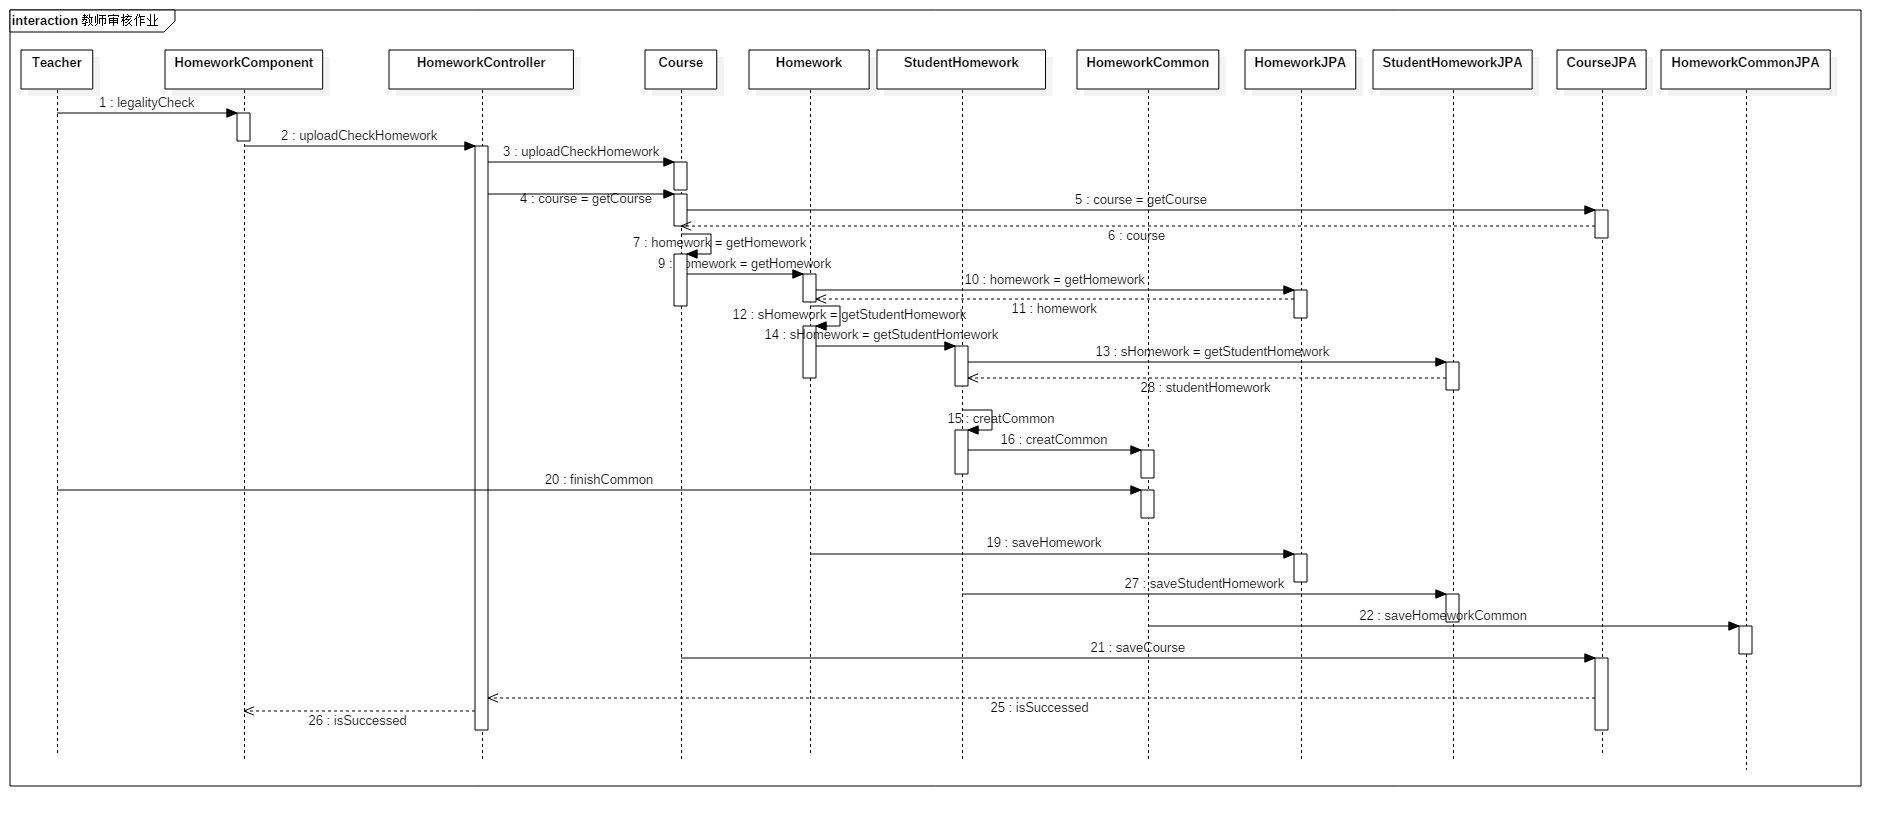 interaction 教师审核作业
Teacher
HomeworkComponent
HomeworkController
Course
Homework
StudentHomework
HomeworkCommon
HomeworkJPA
StudentHomeworkJPA
CourseJPA
HomeworkCommonJPA
1 : legalityCheck
2 : uploadCheckHomework
3 : uploadCheckHomework
4 : course = getCourse
5 : course = getCourse
6 : course
7 : homework = getHomework
9 : homework = getHomework
10 : homework = getHomework
11 : homework
12 : sHomework = getStudentHomework
14 : sHomework = getStudentHomework
13 : sHomework = getStudentHomework
28 : studentHomework
15 : creatCommon
16 : creatCommon
20 : finishCommon
19 : saveHomework
27 : saveStudentHomework
22 : saveHomeworkCommon
21 : saveCourse
25 : isSuccessed
26 : isSuccessed